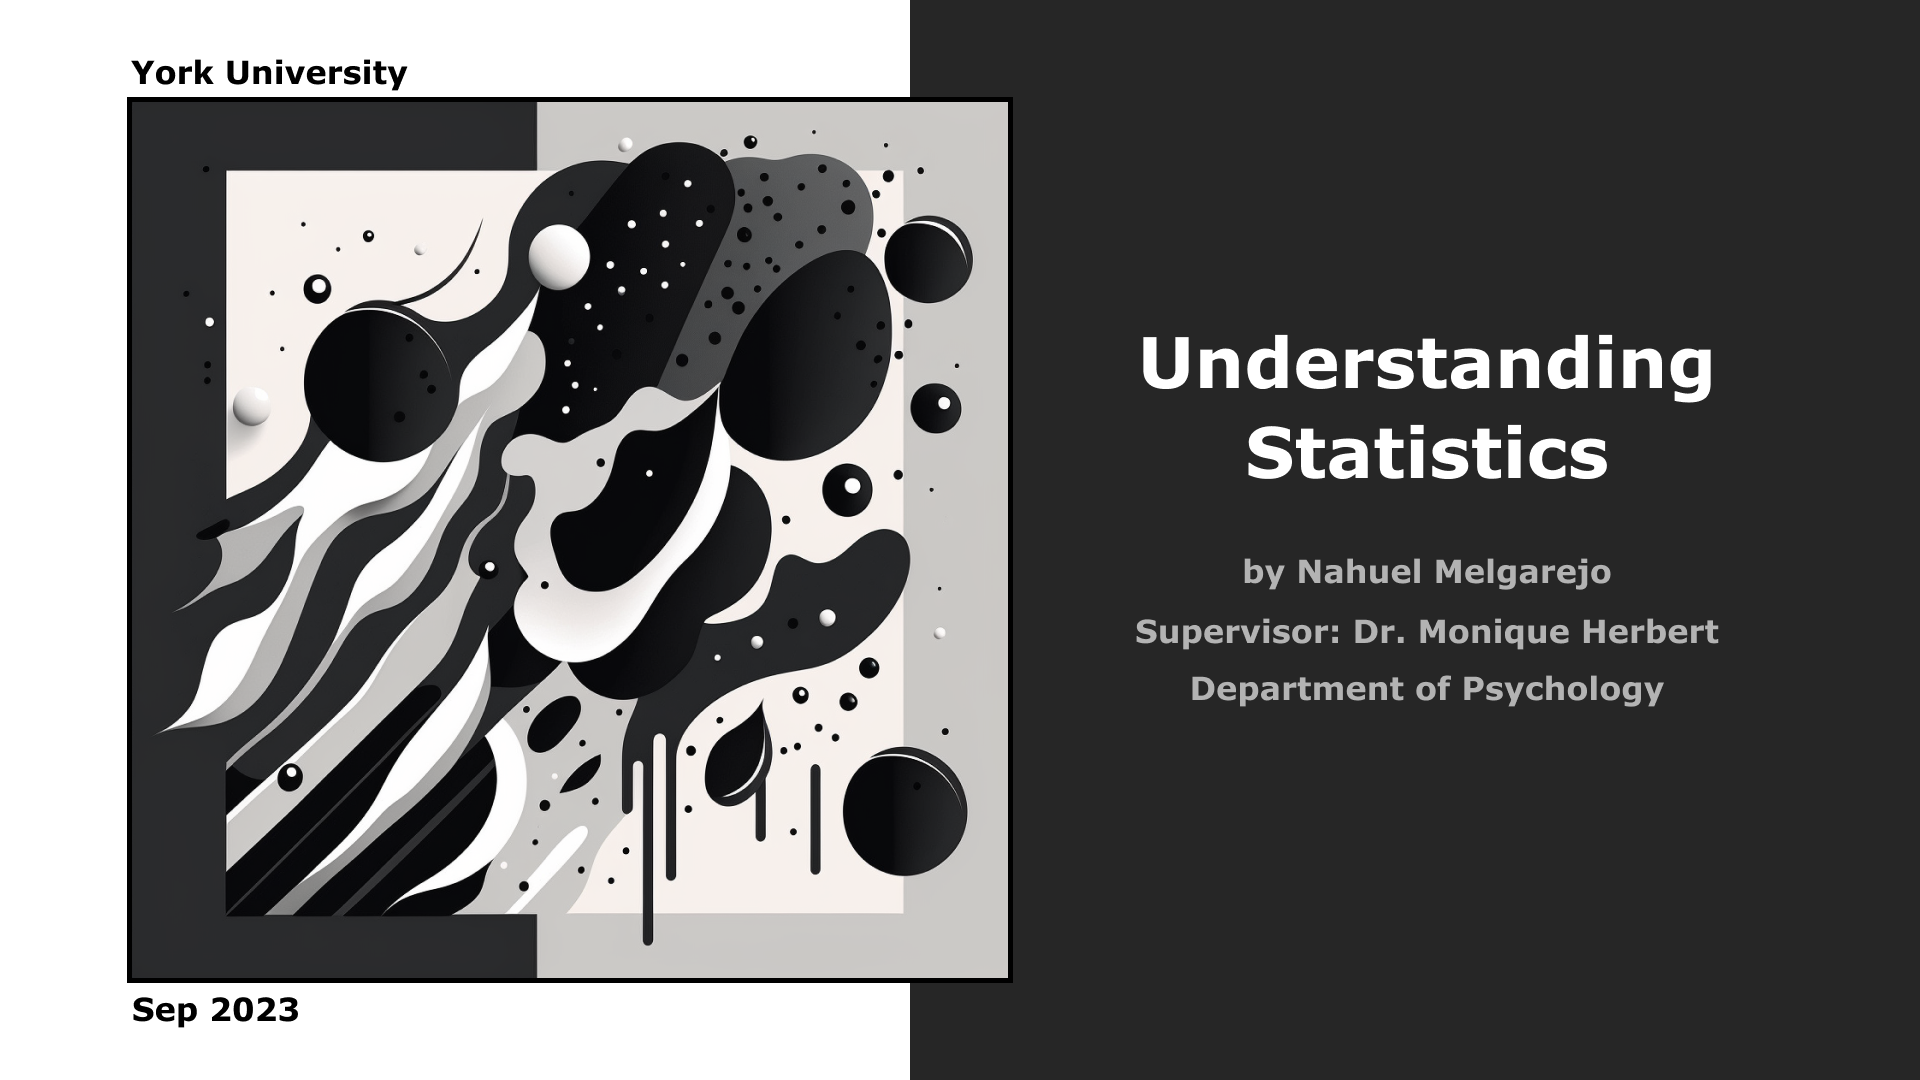 York University
Understanding
Statistics
by Nahuel Melgarejo
Supervisor: Dr. Monique Herbert
Department of Psychology
Sep 2023